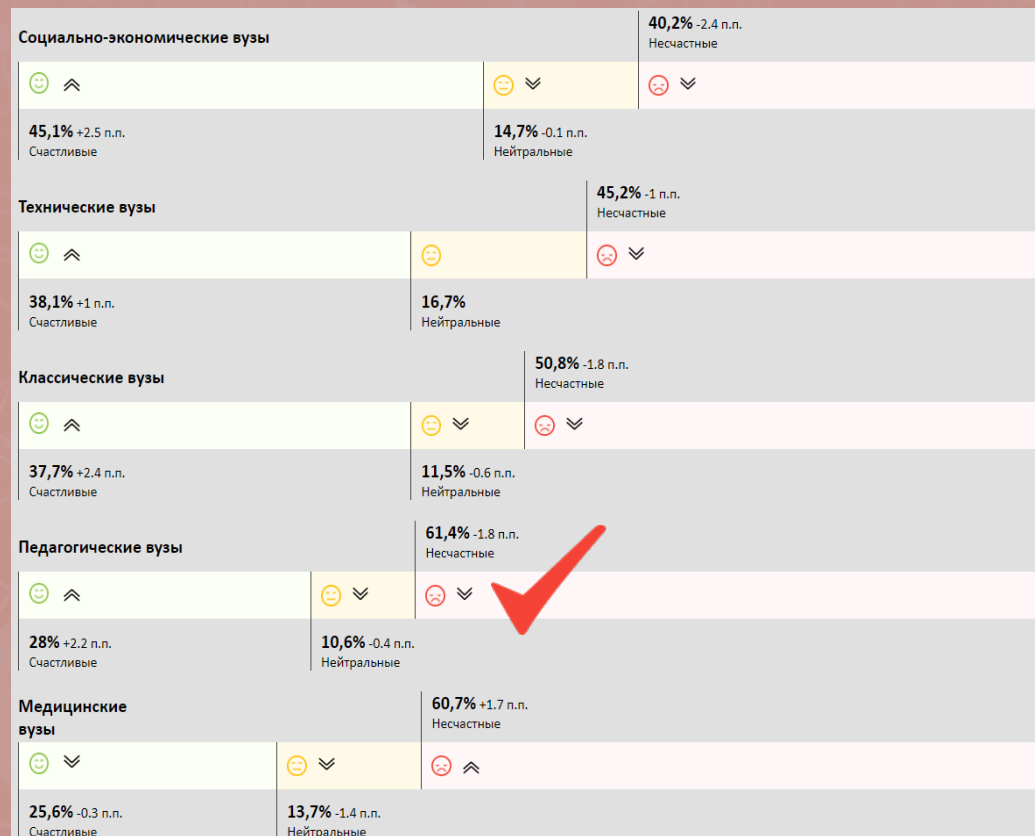 Социально-экономические вузы
40,2% -2.4 п.п.
Несчастные
45,1% +2.5 п.п.
Счастливые
14,7% -0.1 п.п.
Нейтральные
Технические вузы
45,2% -1 п.п.
Несчастные
38,1% +1 п.п.
Счастливые
16,7%
Нейтральные
Классические вузы
50,8% -1.8 п.п.
Несчастные
37,7% +2.4 п.п.
Счастливые
11,5% -0.6 п.п.
Нейтральные
Педагогические вузы
61,4% -1.8 п.п.
Несчастные
28% +2.2 п.п.
Счастливые
10,6% -0.4 п.п.
Нейтральные
Медицинские
вузы
60,7% +1.7 п.п.
Несчастные
25,6% -0.3 п.п.
Счастливые
13,7% -1.4 п.п.
Нейтральные